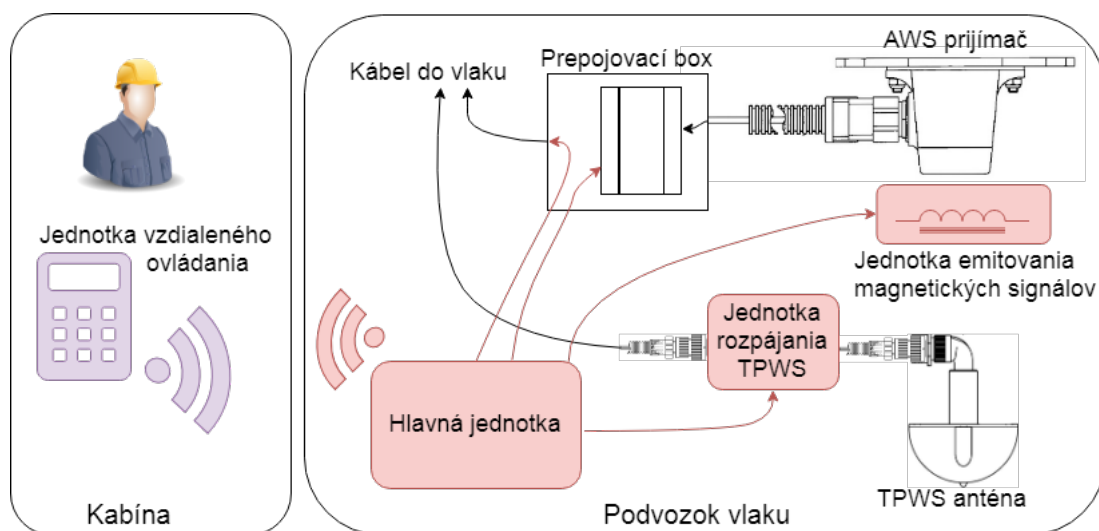 Jednotka vzdialeného
ovládania
Kabína
Kábel do vlaku
Prepojovací box
AWS prijímač
Jednotka emitovania
magnetických signálov
Jednotka
rozpájania
TPWS
Hlavná jednotka
TPWS anténa
Podvozok vlaku